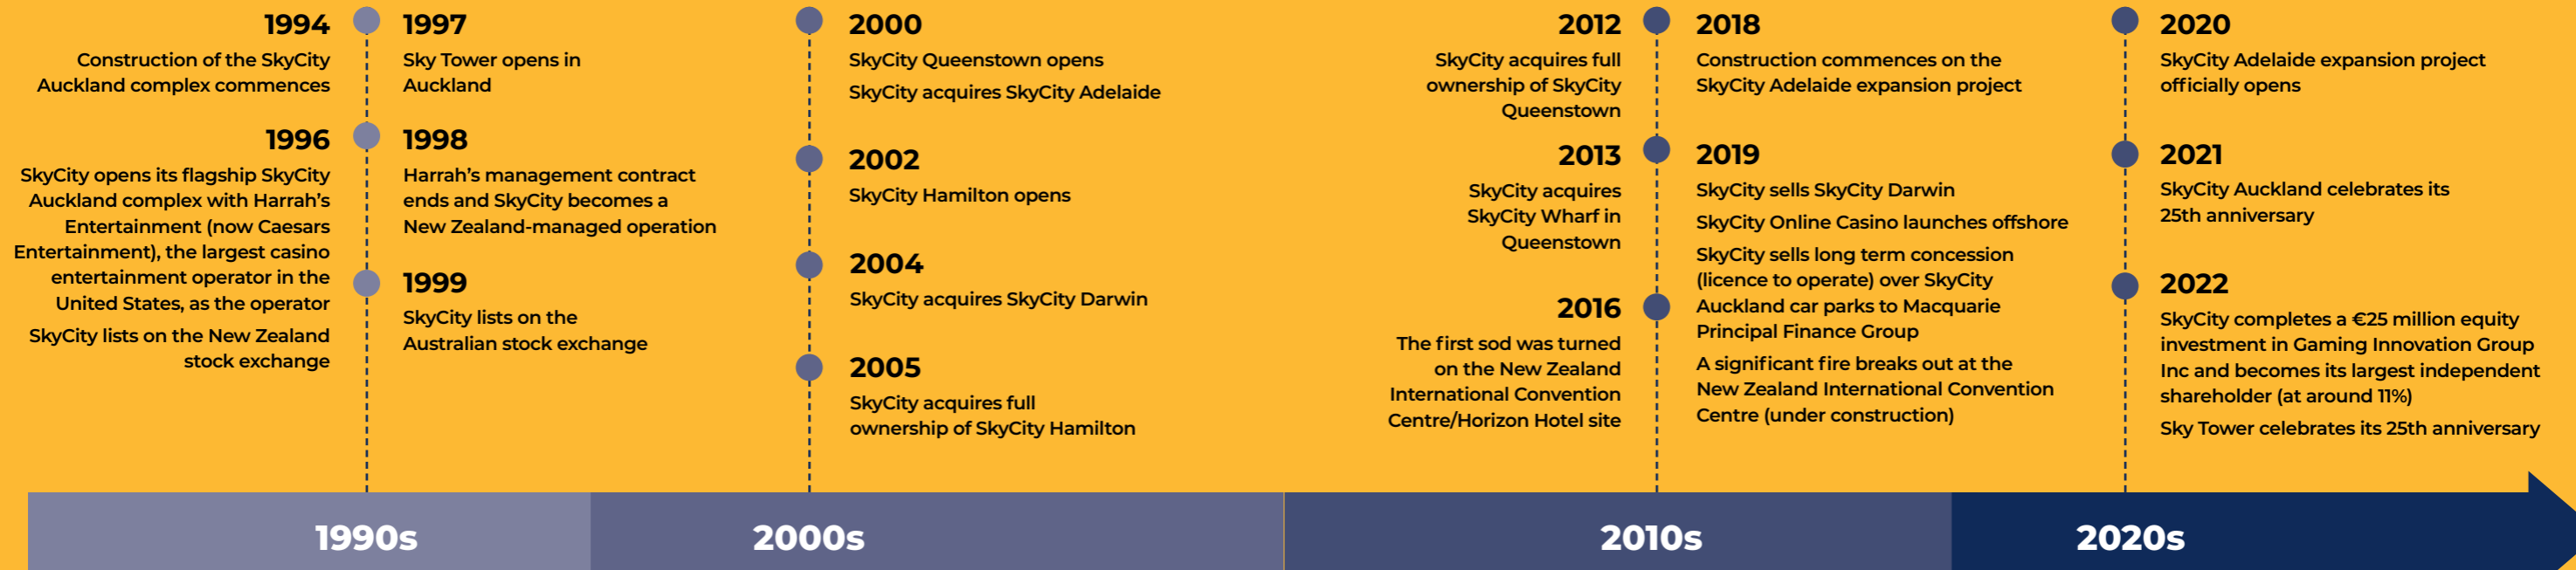 1994
Construction of the SkyCity
Auckland complex commences
1996
SkyCity opens its flagship SkyCity
Auckland complex with Harrah’s
Entertainment (now Caesars
Entertainment), the largest casino
entertainment operator in the
United States, as the operator
SkyCity lists on the New Zealand
stock exchange
1997
Sky Tower opens in
Auckland
1998
Harrah’s management contract
ends and SkyCity becomes a
New Zealand-managed operation
1999
SkyCity lists on the
Australian stock exchange
2000
SkyCity Queenstown opens
SkyCity acquires SkyCity Adelaide
2002
SkyCity Hamilton opens
2004
SkyCity acquires SkyCity Darwin
2005
SkyCity acquires full
ownership of SkyCity Hamilton
2012
SkyCity acquires full
ownership of SkyCity
Queenstown
2013
SkyCity acquires
SkyCity Wharf in
Queenstown
2016
The first sod was turned
on the New Zealand
International Convention
Centre/Horizon Hotel site
2018
Construction commences on the
SkyCity Adelaide expansion project
2019
SkyCity sells SkyCity Darwin
SkyCity Online Casino launches offshore
SkyCity sells long term concession
(licence to operate) over SkyCity
Auckland car parks to Macquarie
Principal Finance Group
A significant fire breaks out at the
New Zealand International Convention
Centre (under construction)
2020
SkyCity Adelaide expansion project
officially opens
2021
SkyCity Auckland celebrates its
25th anniversary
2022
SkyCity completes a €25 million equity
investment in Gaming Innovation Group
Inc and becomes its largest independent
shareholder (at around 11%)
Sky Tower celebrates its 25th anniversary
1990s
2000s
2010s
2020s